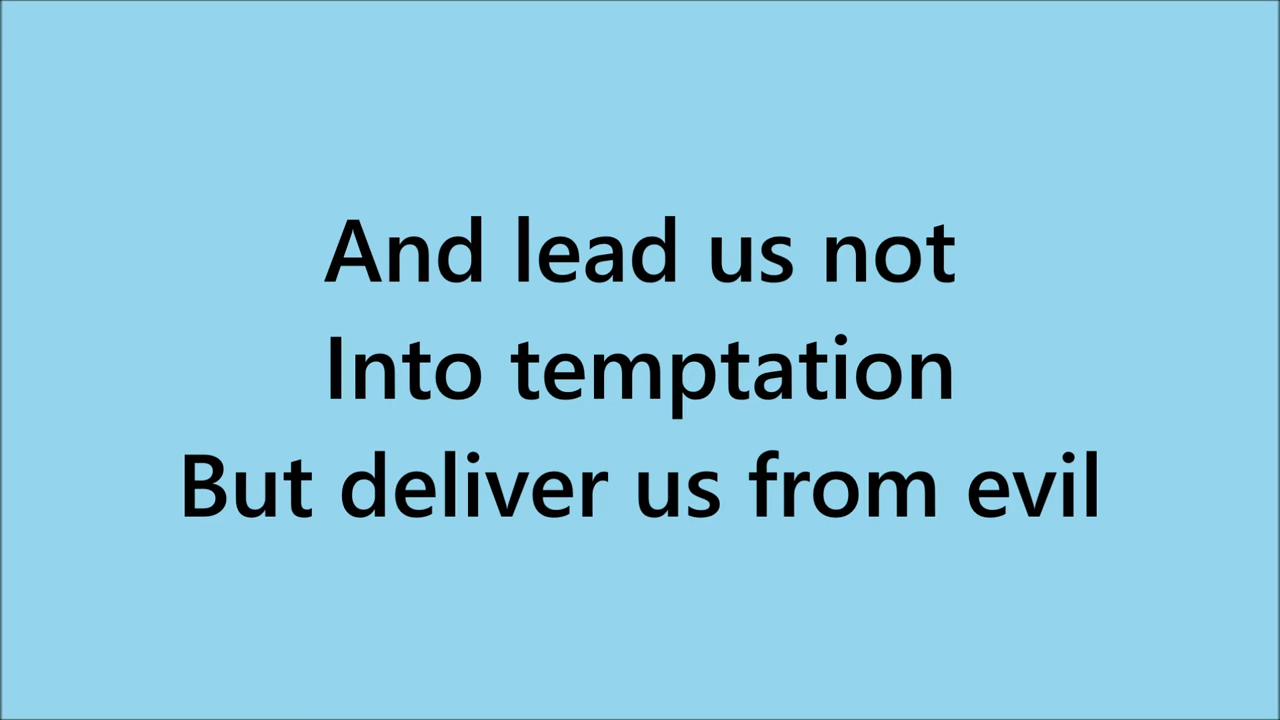 And lead us not
Into temptation
But deliver us from evil